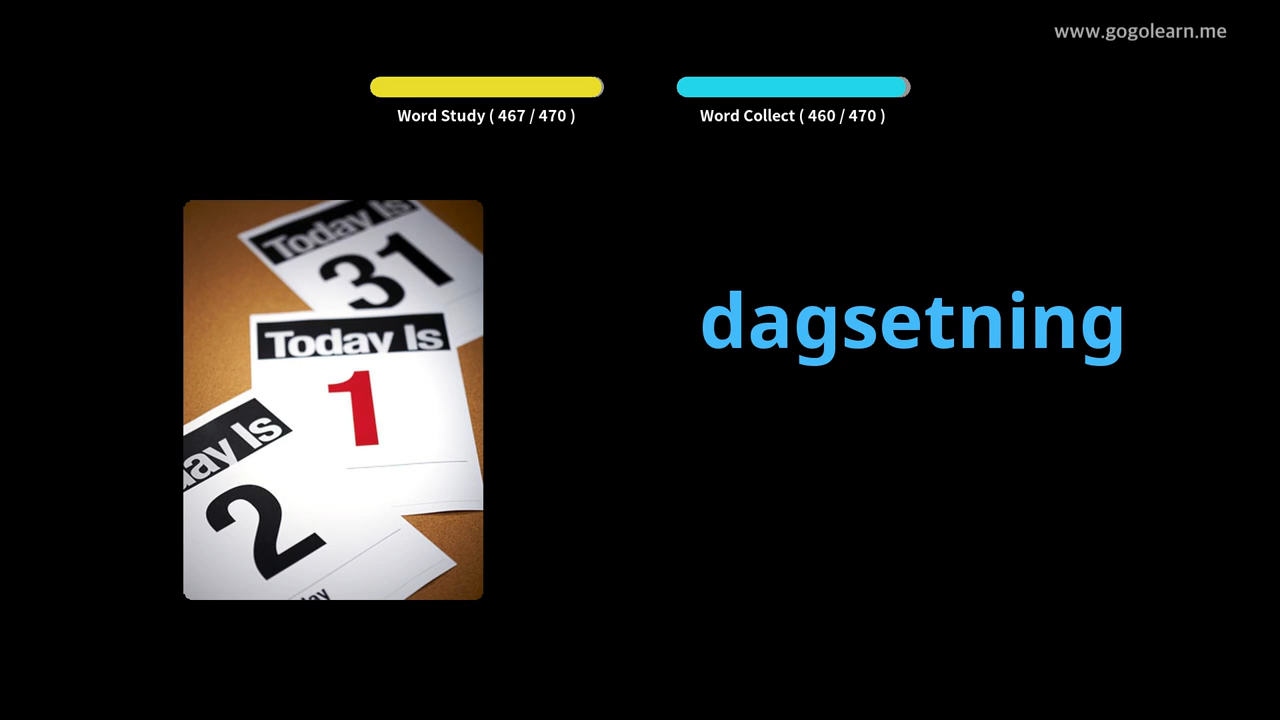 www.gogolearn.me
Word Study ( 467 / 470 )
Word Collect ( 460 / 470 )
Today Is
31
Today Is
1
ay Is
2
dagsetning